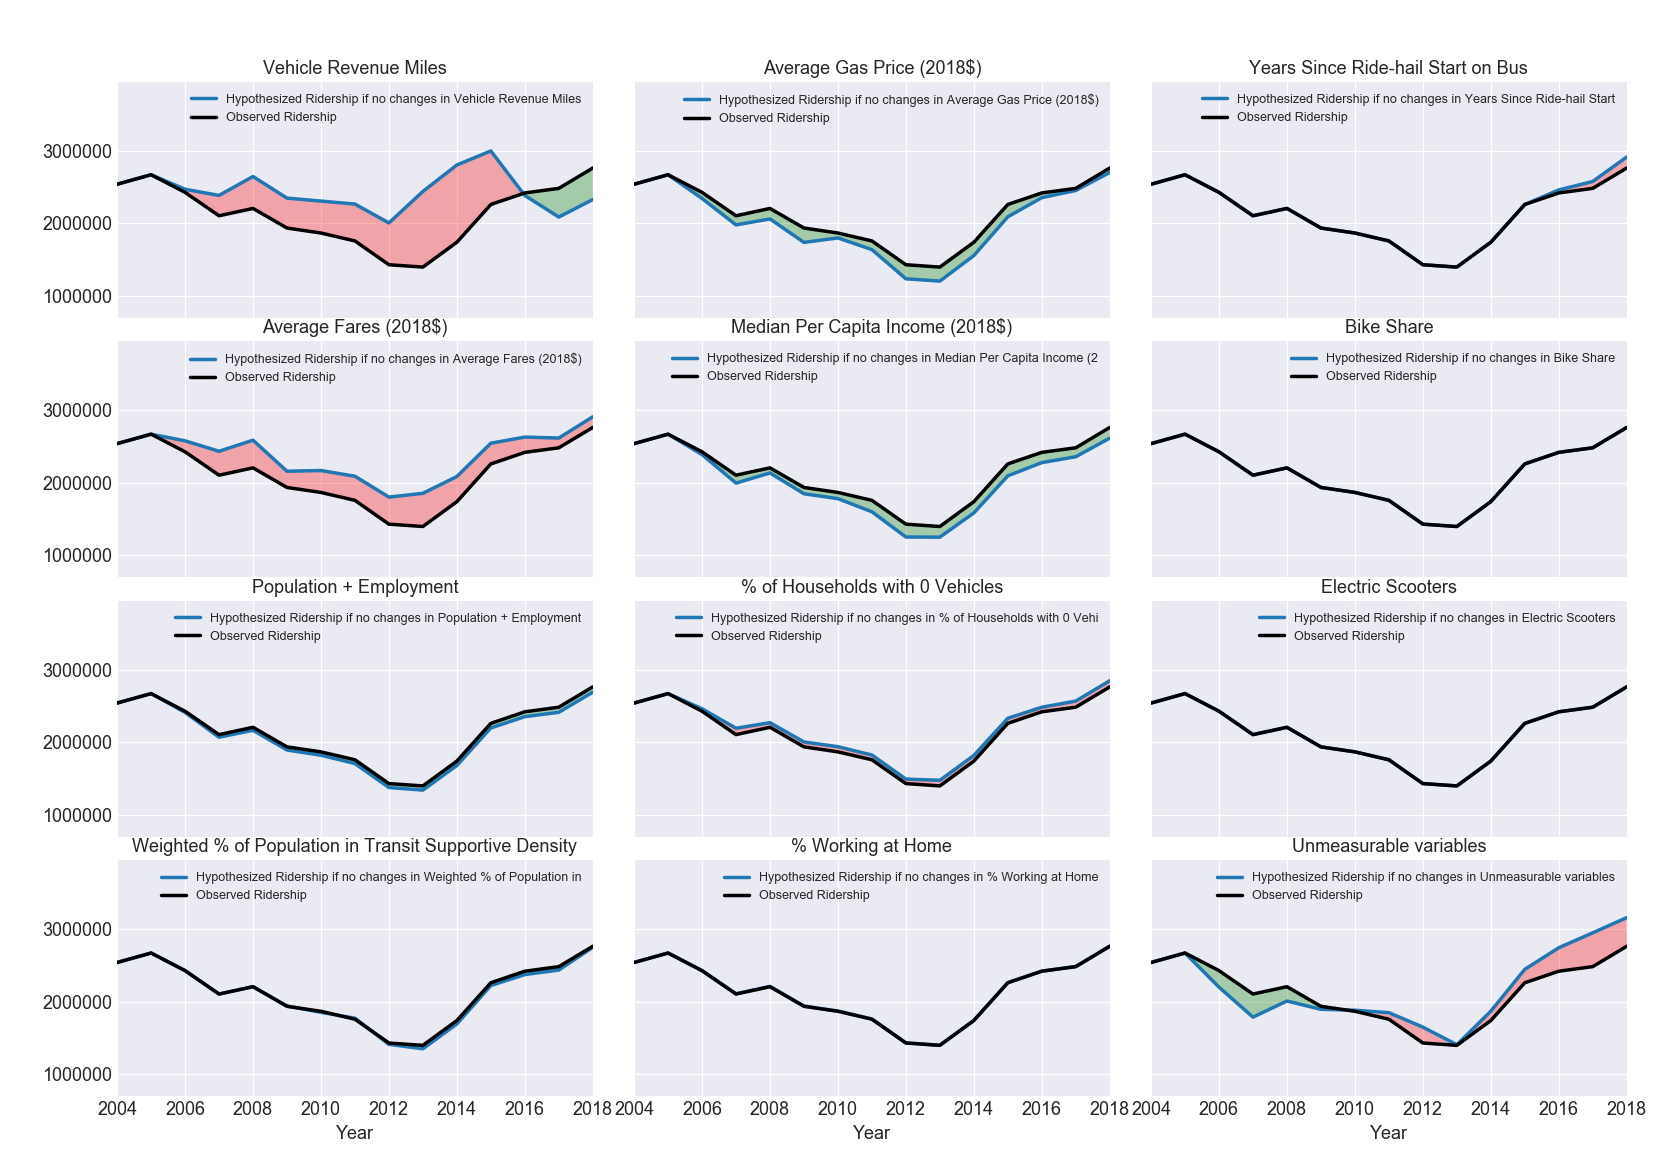 Vehicle Revenue Miles
Hypothesized Ridership if no changes in Vehicle Revenue Miles
Observed Ridership
3000000
2000000
1000000
Average Gas Price (2018$)
Hypothesized Ridership if no changes in Average Gas Price (2018$)
Observed Ridership
Years Since Ride-hail Start on Bus
Hypothesized Ridership if no changes in Years Since Ride-hail Start
Observed Ridership
Average Fares (2018$)
Hypothesized Ridership if no changes in Average Fares (2018$)
Observed Ridership
3000000
2000000
1000000
Median Per Capita Income (2018$)
Hypothesized Ridership if no changes in Median Per Capita Income (2
Observed Ridership
Bike Share
Hypothesized Ridership if no changes in Bike Share
Observed Ridership
Population + Employment
Hypothesized Ridership if no changes in Population + Employment
Observed Ridership
3000000
2000000
1000000
% of Households with 0 Vehicles
Hypothesized Ridership if no changes in % of Households with 0 Vehi
Observed Ridership
Electric Scooters
Hypothesized Ridership if no changes in Electric Scooters
Observed Ridership
Weighted % of Population in Transit Supportive Density
Hypothesized Ridership if no changes in Weighted % of Population in
Observed Ridership
3000000
2000000
1000000
2004 2006 2008 2010 2012 2014 2016 2018
Year
% Working at Home
Hypothesized Ridership if no changes in % Working at Home
Observed Ridership
2004 2006 2008 2010 2012 2014 2016 2018
Year
Unmeasurable variables
Hypothesized Ridership if no changes in Unmeasurable variables
Observed Ridership
2004 2006 2008 2010 2012 2014 2016 2018
Year